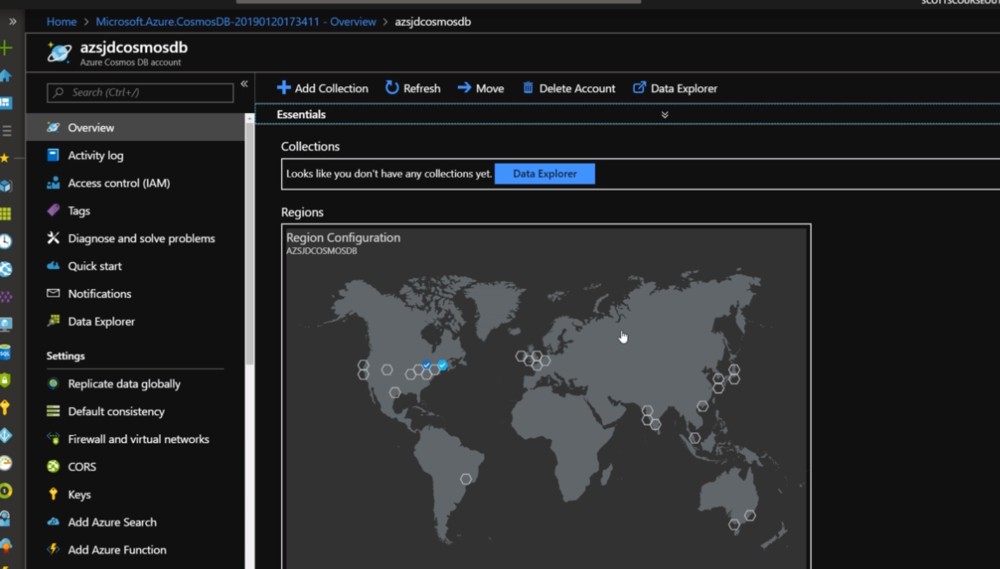 SCOTTSCOURSEOUT
Home > Microsoft.Azure.CosmosDB-20190120173411 - Overview > azsjdcosmosdb
azsjdcosmosdb
Azure Cosmos DB account
Search (Ctrl+/)
Overview
Activity log
Access control (IAM)
Tags
Diagnose and solve problems
Quick start
Notifications
Data Explorer
Settings
Replicate data globally
Default consistency
Firewall and virtual networks
CORS
Keys
Add Azure Search
Add Azure Function
Add Collection
Refresh
Move
Delete Account
Data Explorer
Essentials
Collections
Looks like you don't have any collections yet. Data Explorer
Regions
Region Configuration
AZSJDCOSMOSDB